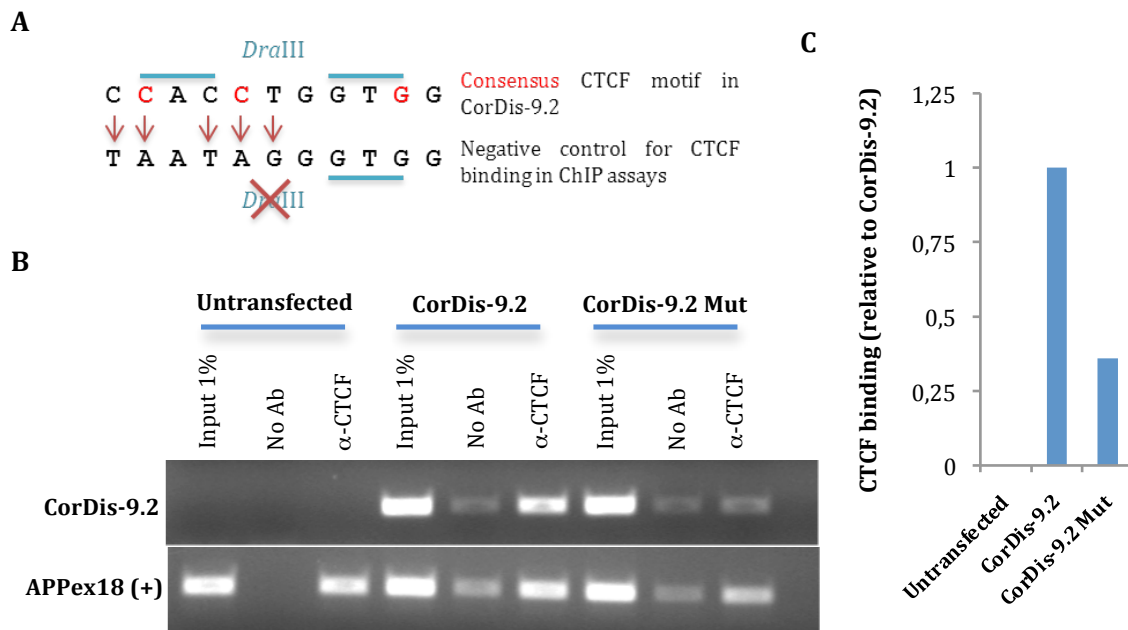 A
DraIII
C C A C C T G G T G G
Consensus CTCF motif in
CorDis-9.2
T A A T A G G G T G G
Negative control for CTCF
binding in ChIP assays
DraIII
B
Untransfected CorDis-9.2 CorDis-9.2 Mut
Input 1% No Ab α-CTCF Input 1% No Ab α-CTCF Input 1% No Ab α-CTCF
CorDis-9.2
APPex18 (+)
C
CTCF binding (relative to CorDis-9.2)
1,25
1
0,75
0,5
0,25
0
Untransfected
CorDis-9.2
CorDis-9.2 Mut